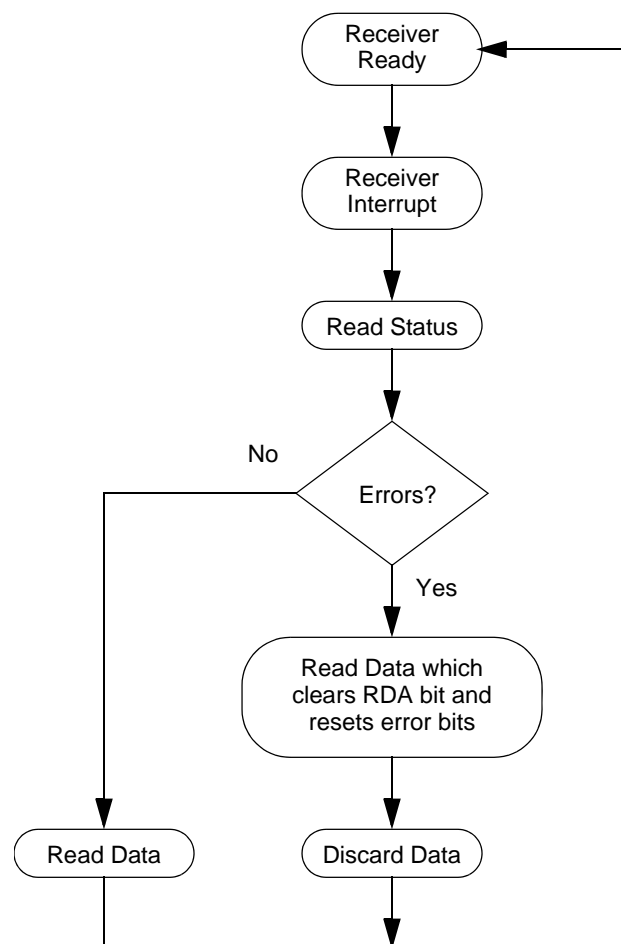 Receiver
Ready
Receiver
Interrupt
Read Status
No
Errors?
Yes
Read Data which
clears RDA bit and
resets error bits
Read Data
Discard Data